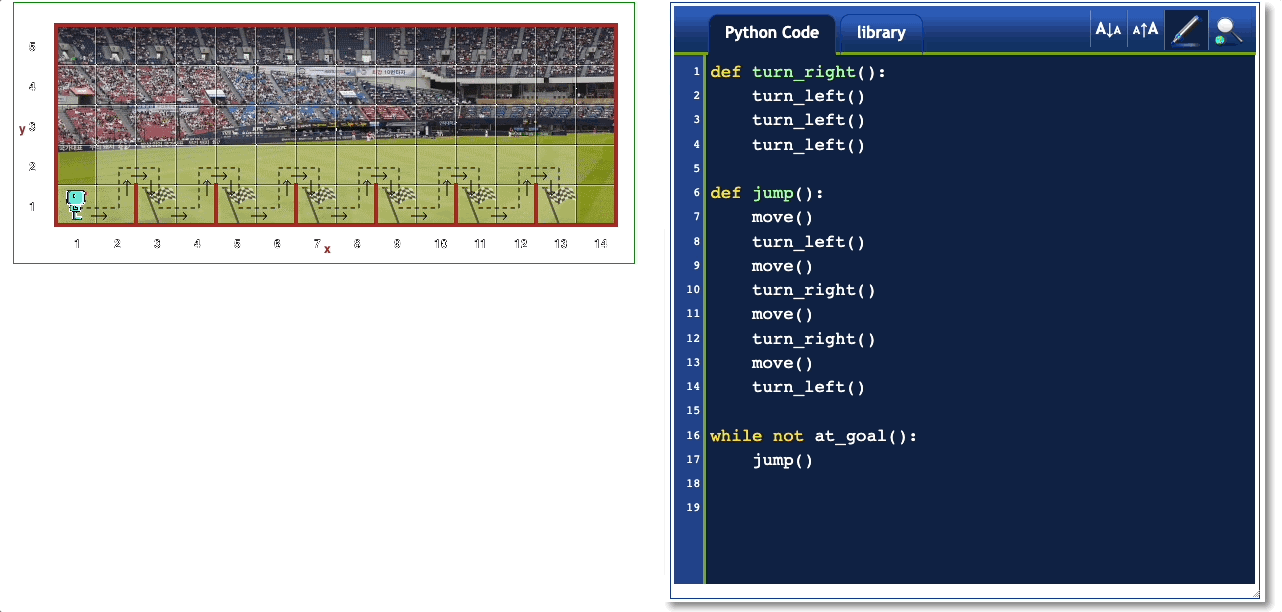 5
4
y 3
2
1
1 2 3 4 5 6 7 8 9 10 11 12 13 14
x
Python Code library A↓A A↑A
1 def turn_right():
2 turn_left()
3 turn_left()
4 turn_left()
5
6 def jump():
7 move()
8 turn_left()
9 move()
10 turn_right()
11 move()
12 turn_right()
13 move()
14 turn_left()
15
16 while not at_goal():
17 jump()
18
19